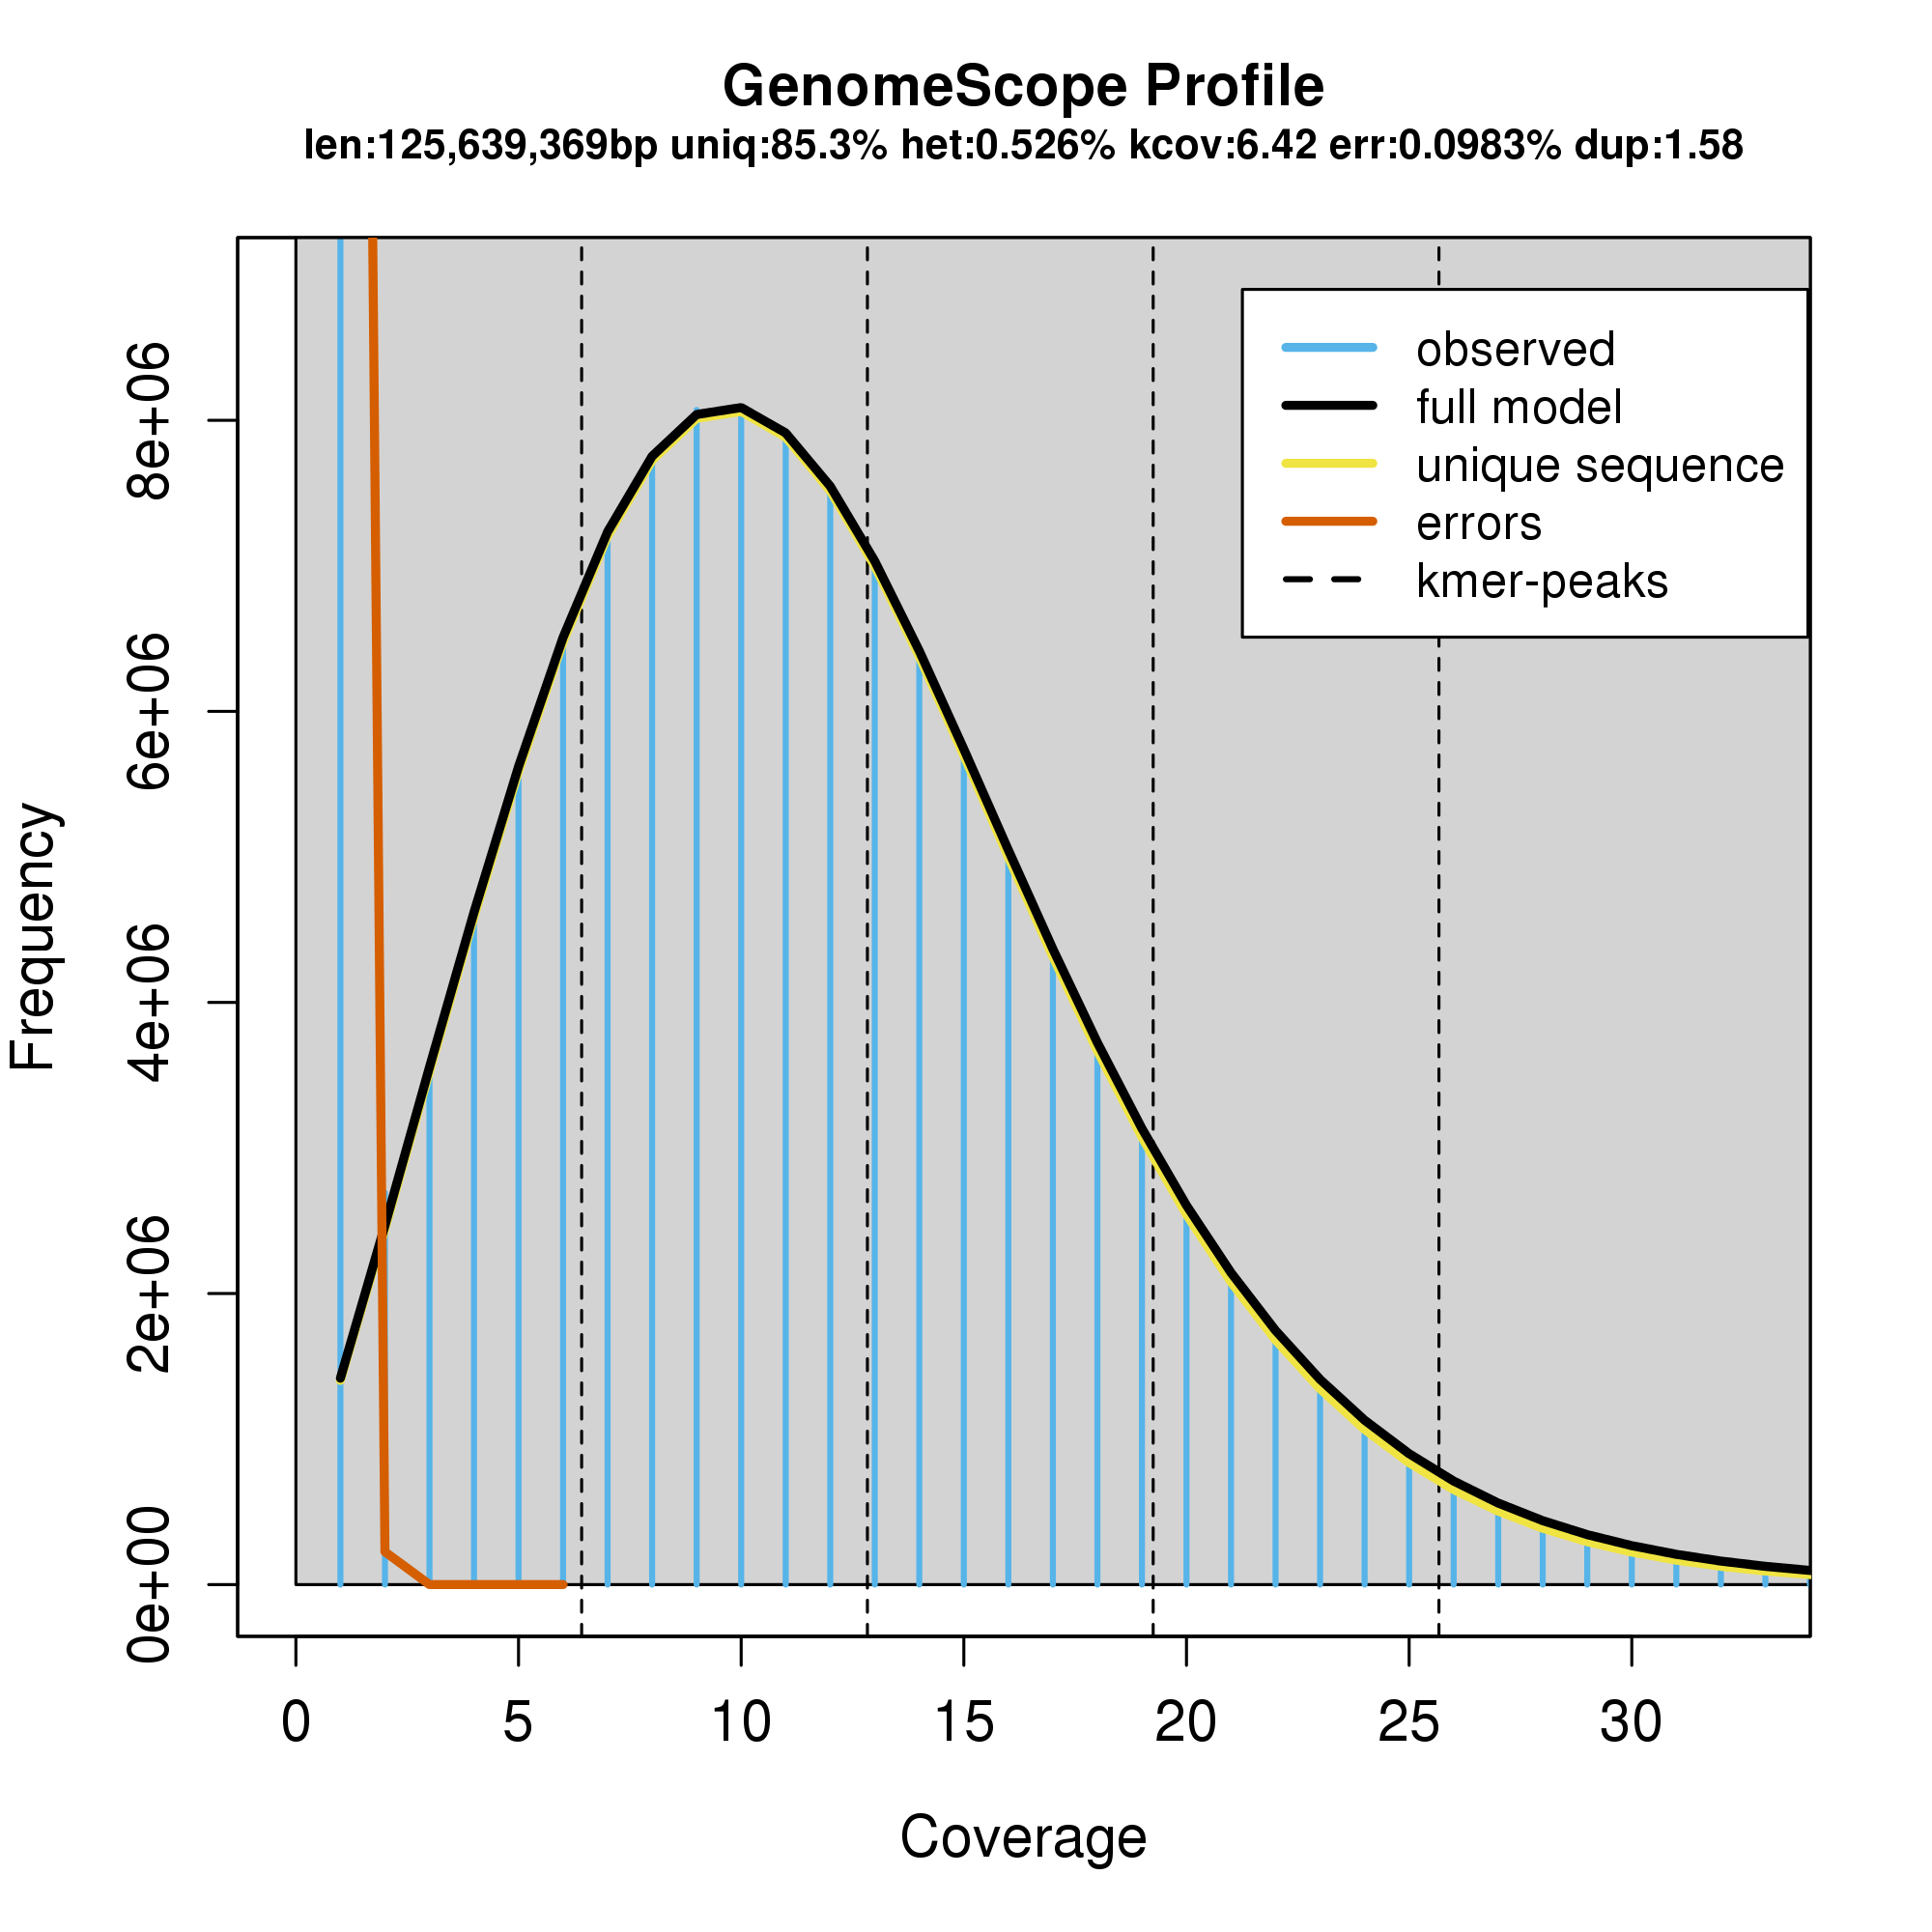 GenomeScope Profile
len:125,639,369bp uniq:85.3% het:0.526% kcov:6.42 err:0.0983% dup:1.58
observed
full model
unique sequence
errors
kmer-peaks
Frequency
8e+06
6e+06
4e+06
2e+06
0e+00
0 5 10 15 20 25 30
Coverage